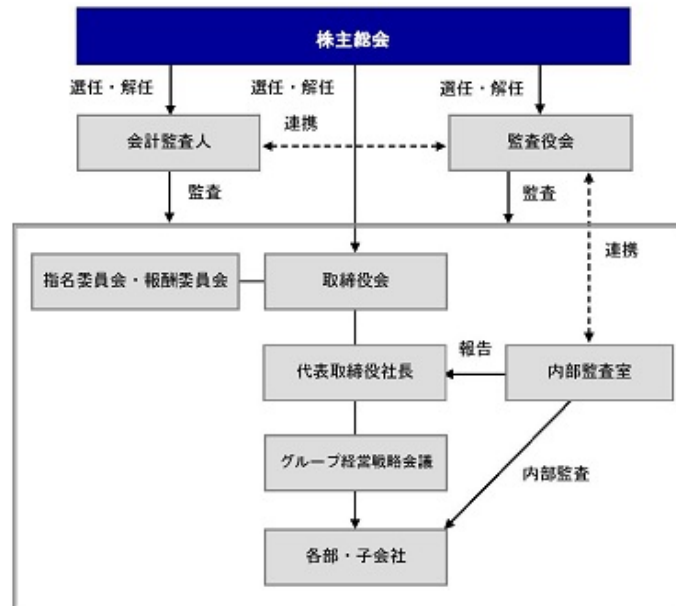 株主総会
選任・解任
選任・解任
選任・解任
会計監査人
連携
監査役会
監査
監査
指名委員会・報酬委員会
取締役会
連携
代表取締役社長
報告
内部監査室
グループ経営戦略会議
内部監査
各部・子会社